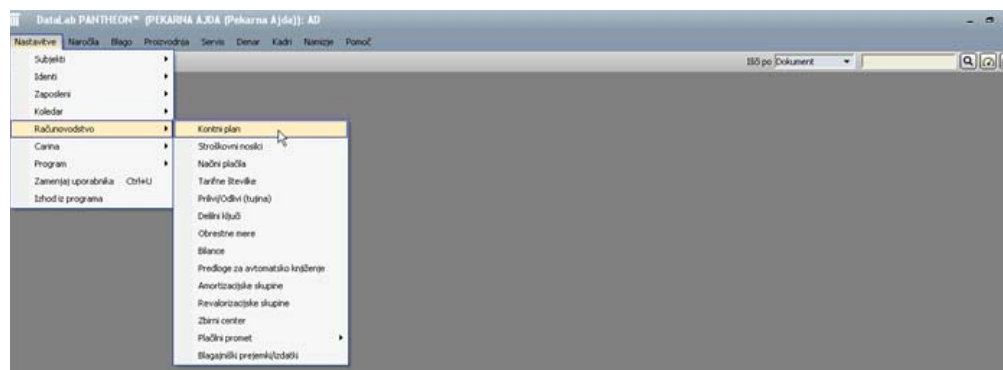 DataLab PANTHEON™ (PEKARNA AJDA (Pekarna Ajda)): AD
Nastavitve Naročila Blago Proizvodnja Servis Denar Kadri Namizje Pomoč
Išči po Dokument
Subjekti
Identi
Zaposleni
Koledar
Računovodstvo
Carina
Program
Zamenjaj uporabnika Ctrl+U
Izhod iz programa
Kontni plan
Stroškovni nosilci
Načini plačila
Tarifne številke
Prilivi/Odlivi (tujina)
Delilni ključi
Obrestne mere
Bilance
Predloge za avtomatsko knjiženje
Amortizacijske skupine
Revalorizacijske skupine
Zbirni center
Plačilni promet
Blagajniški prejemki/izdatki